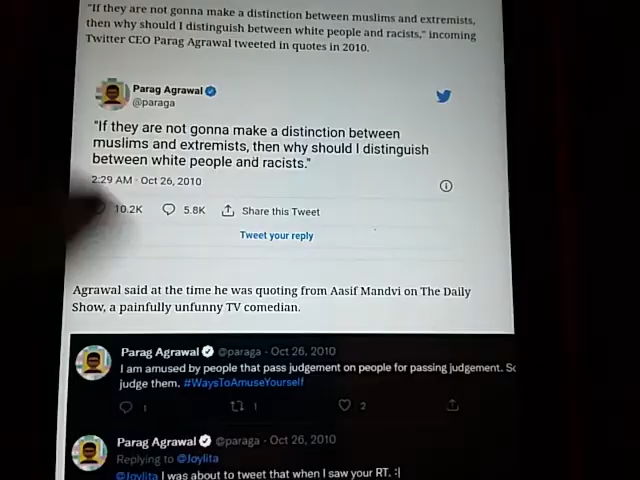 "If they are not gonna make a distinction between muslims and extremists,
then why should I distinguish between white people and racists," incoming
Twitter CEO Parag Agrawal tweeted in quotes in 2010.
Parag Agrawal
@paraga
"If they are not gonna make a distinction between
muslims and extremists, then why should I distinguish
between white people and racists."
2:29 AM · Oct 26, 2010
10.2K 5.8K Share this Tweet
Tweet your reply
Agrawal said at the time he was quoting from Aasif Mandvi on The Daily
Show, a painfully unfunny TV comedian.
Parag Agrawal @paraga · Oct 26, 2010
I am amused by people that pass judgement on people for passing judgement. So
judge them. #WaysToAmuseYourself
1 1 2
Parag Agrawal @paraga · Oct 26, 2010
Replying to @Joylita
@Joylita I was about to tweet that when I saw your RT. :|